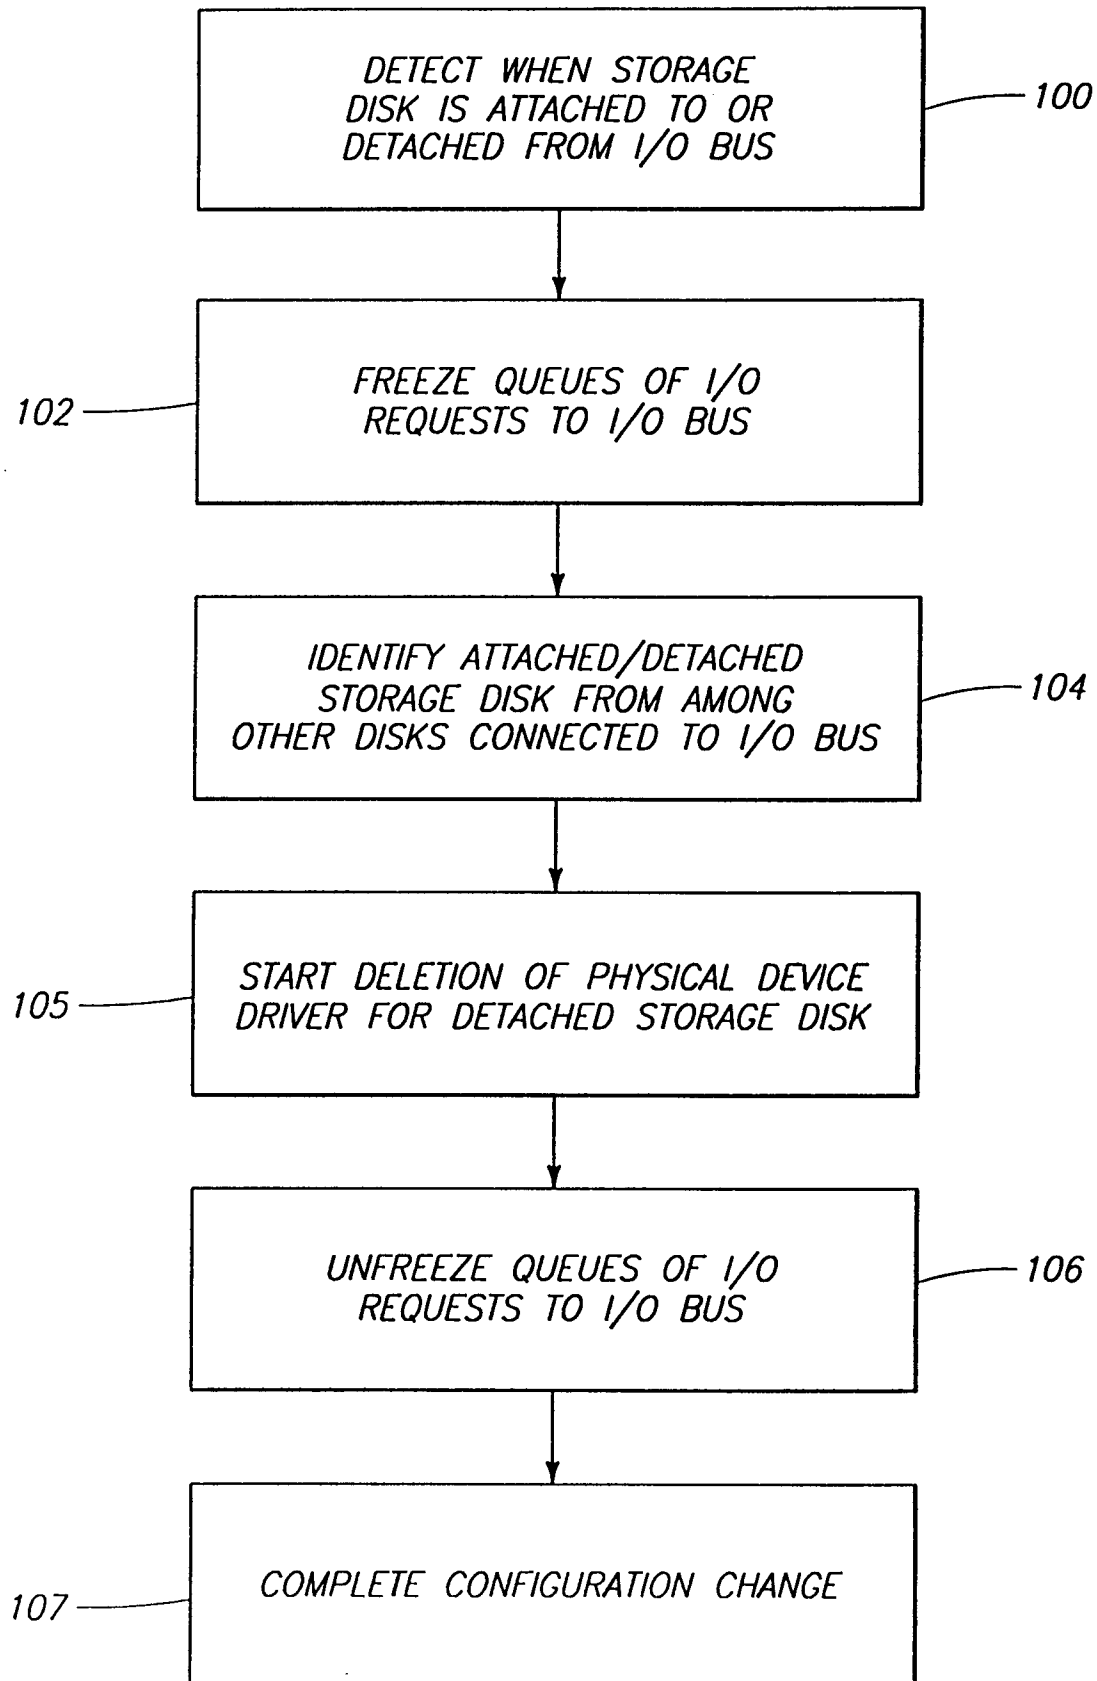 DETECT WHEN STORAGE
DISK IS ATTACHED TO OR
DETACHED FROM I/O BUS
100
FREEZE QUEUES OF I/O
REQUESTS TO I/O BUS
102
IDENTIFY ATTACHED/DETACHED
STORAGE DISK FROM AMONG
OTHER DISKS CONNECTED TO I/O BUS
104
START DELETION OF PHYSICAL DEVICE
DRIVER FOR DETACHED STORAGE DISK
105
UNFREEZE QUEUES OF I/O
REQUESTS TO I/O BUS
106
COMPLETE CONFIGURATION CHANGE
107